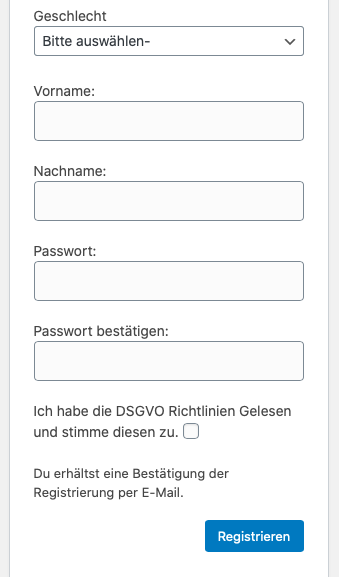 Geschlecht
Bitte auswählen-
Vorname:
Nachname:
Passwort:
Passwort bestätigen:
Ich habe die DSGVO Richtlinien Gelesen
und stimme diesen zu.
Du erhältst eine Bestätigung der
Registrierung per E-Mail.
Registrieren